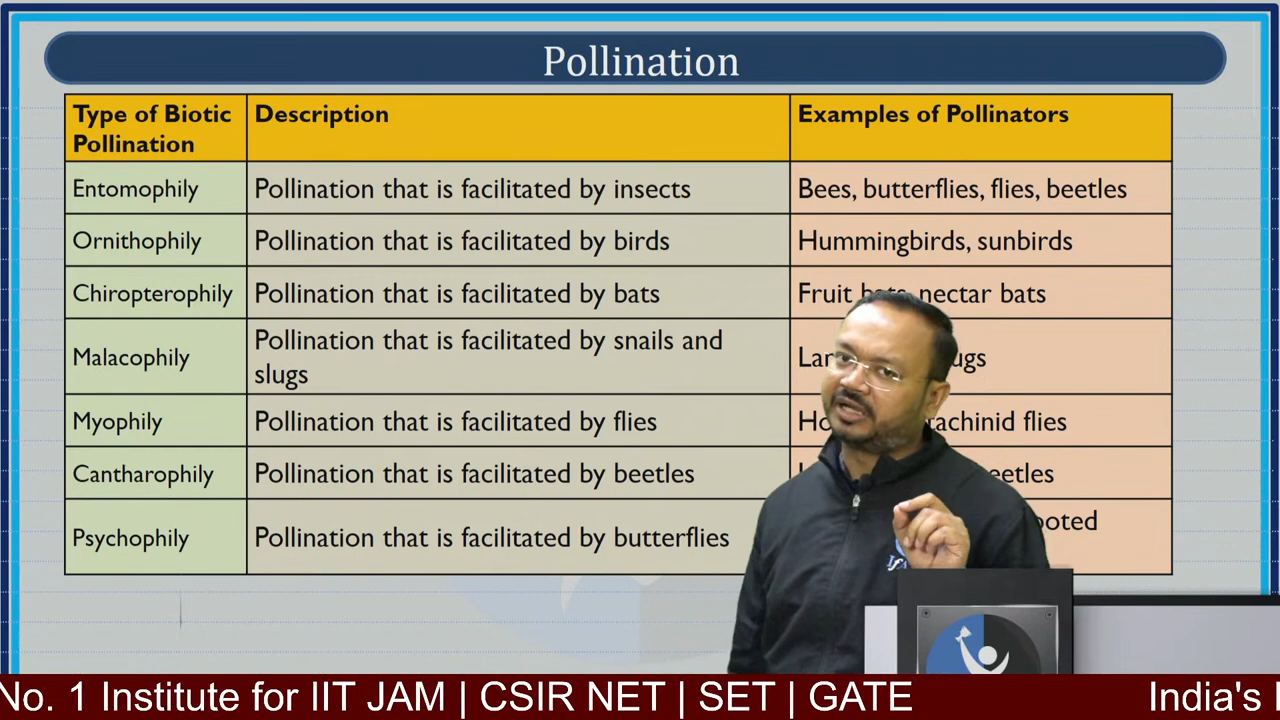 Pollination
Type of Biotic Pollination Description Examples of Pollinators
Entomophily Pollination that is facilitated by insects Bees, butterflies, flies, beetles
Ornithophily Pollination that is facilitated by birds Hummingbirds, sunbirds
Chiropterophily Pollination that is facilitated by bats Fruit bats, nectar bats
Malacophily Pollination that is facilitated by snails and slugs
Myophily Pollination that is facilitated by flies flies
Cantharophily Pollination that is facilitated by beetles
Psychophily Pollination that is facilitated by butterflies
No. 1 Institute for IIT JAM | CSIR NET | SET | GATE India's